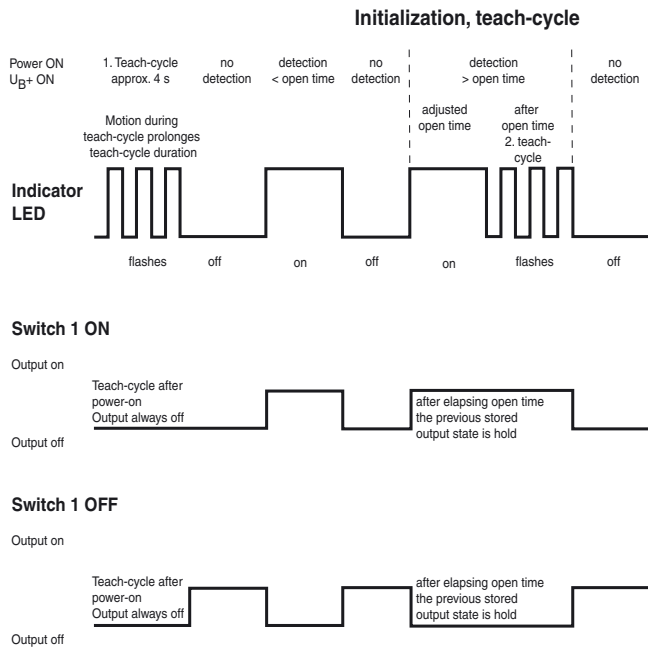 Initialization, teach-cycle
Power ON
U_B+ ON
1. Teach-cycle
approx. 4 s
no
detection
detection
< open time
no
detection
detection
> open time
no
detection
Motion during
teach-cycle prolonges
teach-cycle duration
adjusted
open time
after
open time
2. teach-
cycle
Indicator
LED
flashes
off
on
off
on
flashes
off
Switch 1 ON
Output on
Teach-cycle after
power-on
Output always off
after elapsing open time
the previous stored
output state is hold
Output off
Switch 1 OFF
Output on
Teach-cycle after
power-on
Output always off
after elapsing open time
the previous stored
output state is hold
Output off